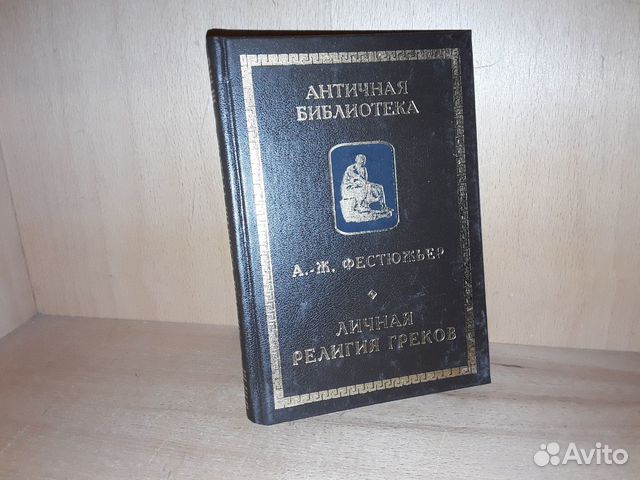 АНТИЧНАЯ
БИБЛИОТЕКА
А.-Ж. ФЕСТЮЖЬЕР
ЛИЧНАЯ
РЕЛИГИЯ ГРЕКОВ
Avito